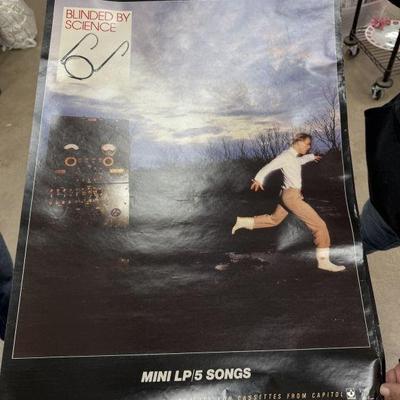 BLINDED BY
SCIENCE
MINI LP/5 SONGS
CASSETTES FROM CAPITOL